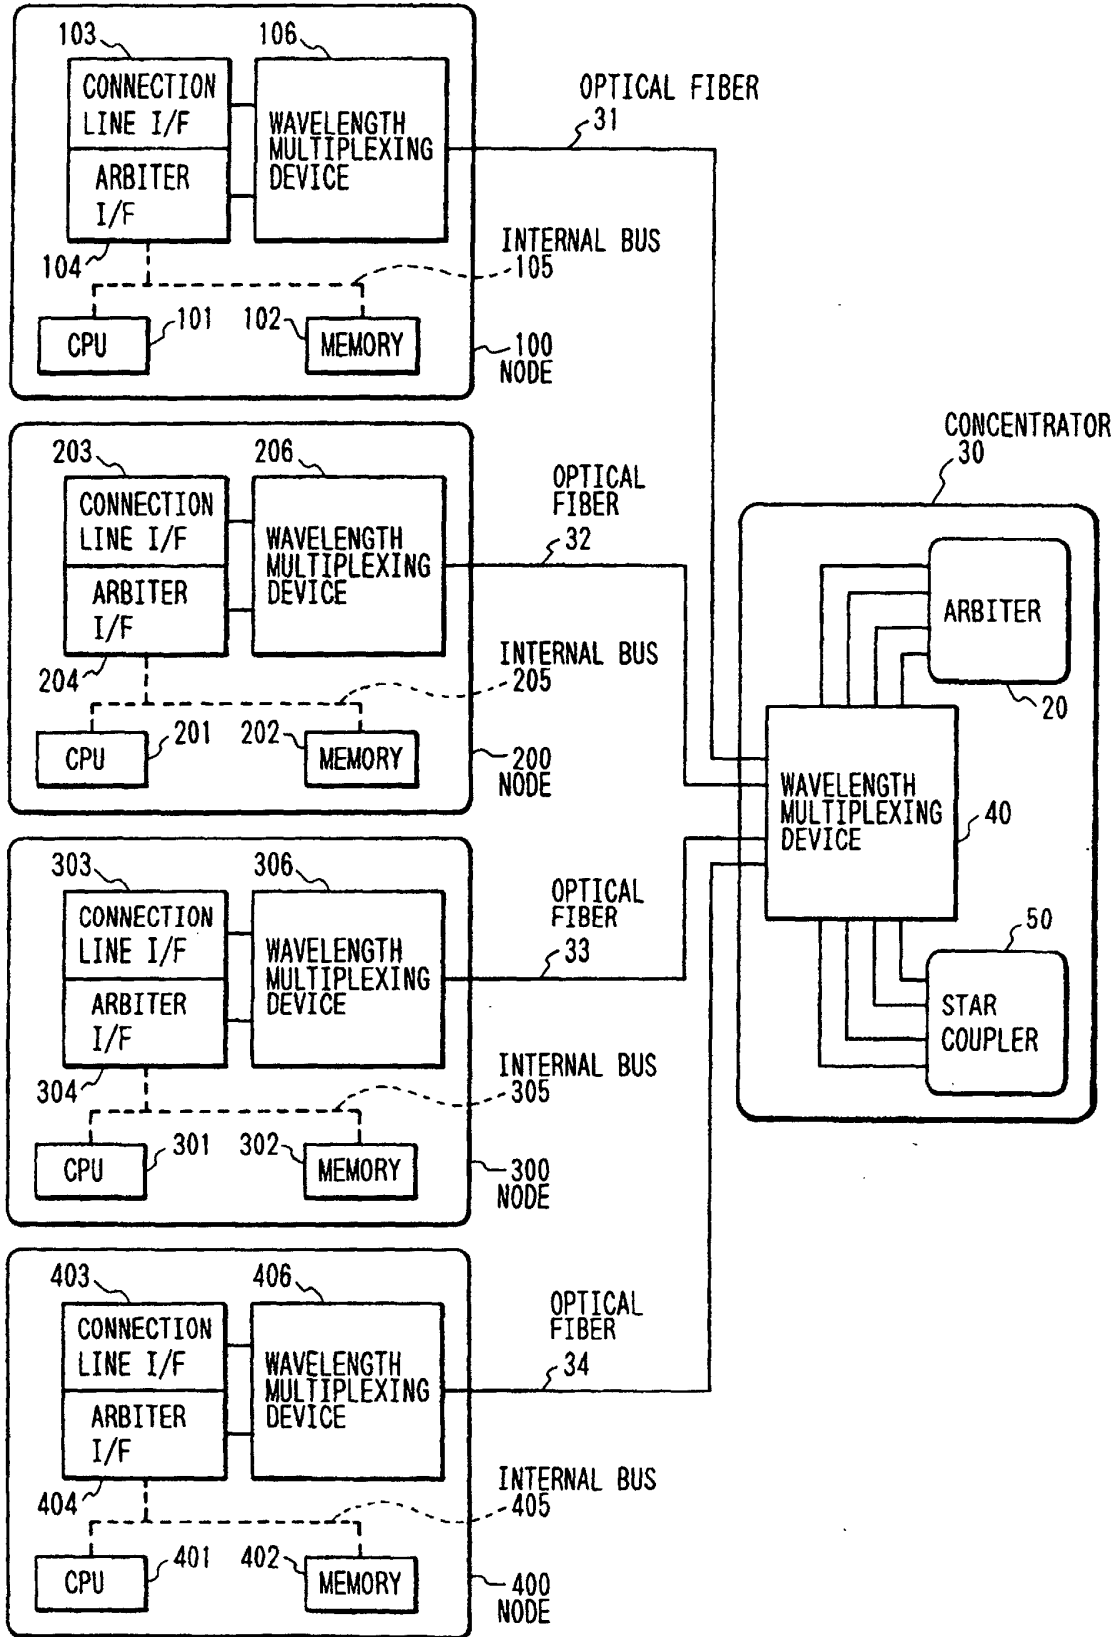 103
106
CONNECTION
LINE I/F
ARBITER
I/F
WAVELENGTH
MULTIPLEXING
DEVICE
OPTICAL FIBER
31
104
INTERNAL BUS
105
CPU
101
102
MEMORY
100
NODE
203
206
CONNECTION
LINE I/F
ARBITER
I/F
WAVELENGTH
MULTIPLEXING
DEVICE
OPTICAL
FIBER
32
204
INTERNAL BUS
205
CPU
201
202
MEMORY
200
NODE
303
306
CONNECTION
LINE I/F
ARBITER
I/F
WAVELENGTH
MULTIPLEXING
DEVICE
OPTICAL
FIBER
33
304
INTERNAL BUS
305
CPU
301
302
MEMORY
300
NODE
403
406
CONNECTION
LINE I/F
ARBITER
I/F
WAVELENGTH
MULTIPLEXING
DEVICE
OPTICAL
FIBER
34
404
INTERNAL BUS
405
CPU
401
402
MEMORY
400
NODE
CONCENTRATOR
30
ARBITER
20
WAVELENGTH
MULTIPLEXING
DEVICE
40
50
STAR
COUPLER